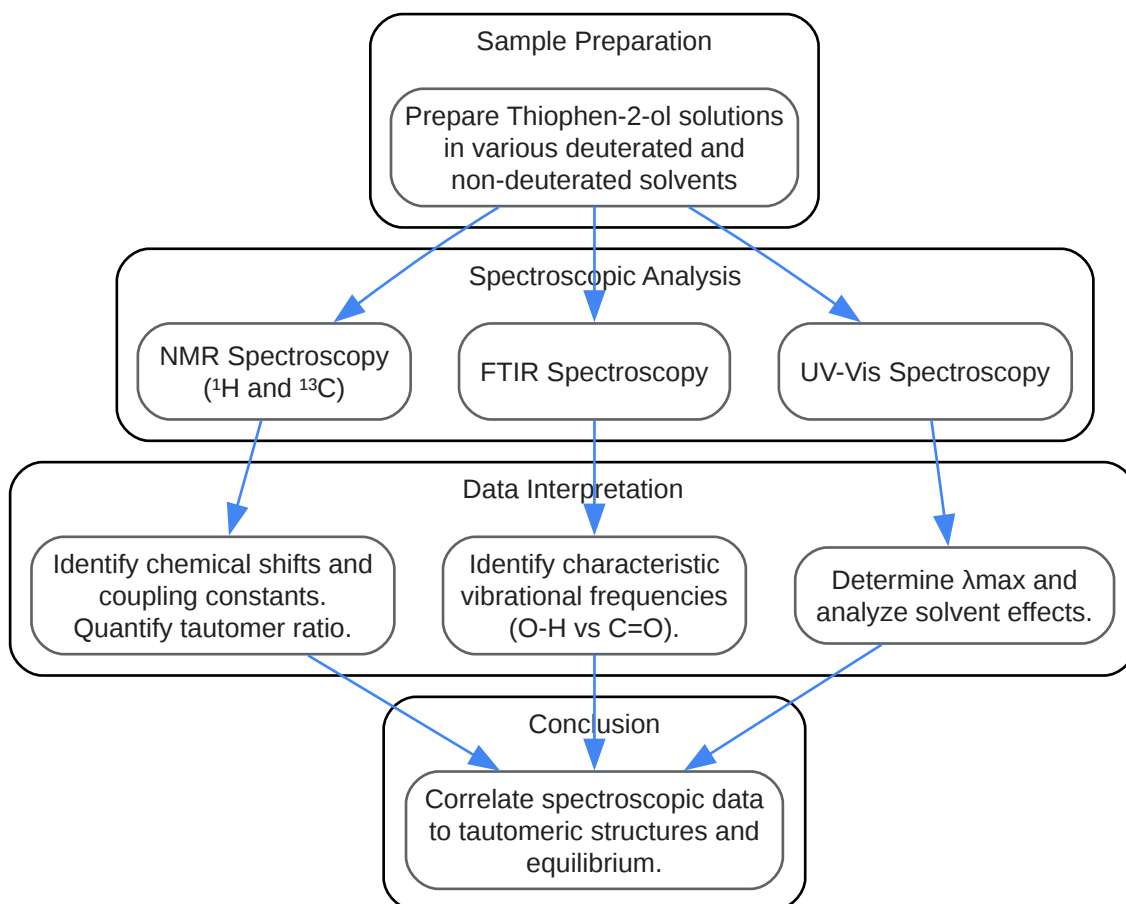 Sample Preparation
Prepare Thiophen-2-ol solutions
in various deuterated and
non-deuterated solvents
Spectroscopic Analysis
NMR Spectroscopy
(¹H and ¹³C)
FTIR Spectroscopy
UV-Vis Spectroscopy
Data Interpretation
Identify chemical shifts and
coupling constants.
Quantify tautomer ratio.
Identify characteristic
vibrational frequencies
(O-H vs C=O).
Determine λmax and
analyze solvent effects.
Conclusion
Correlate spectroscopic data
to tautomeric structures and
equilibrium.